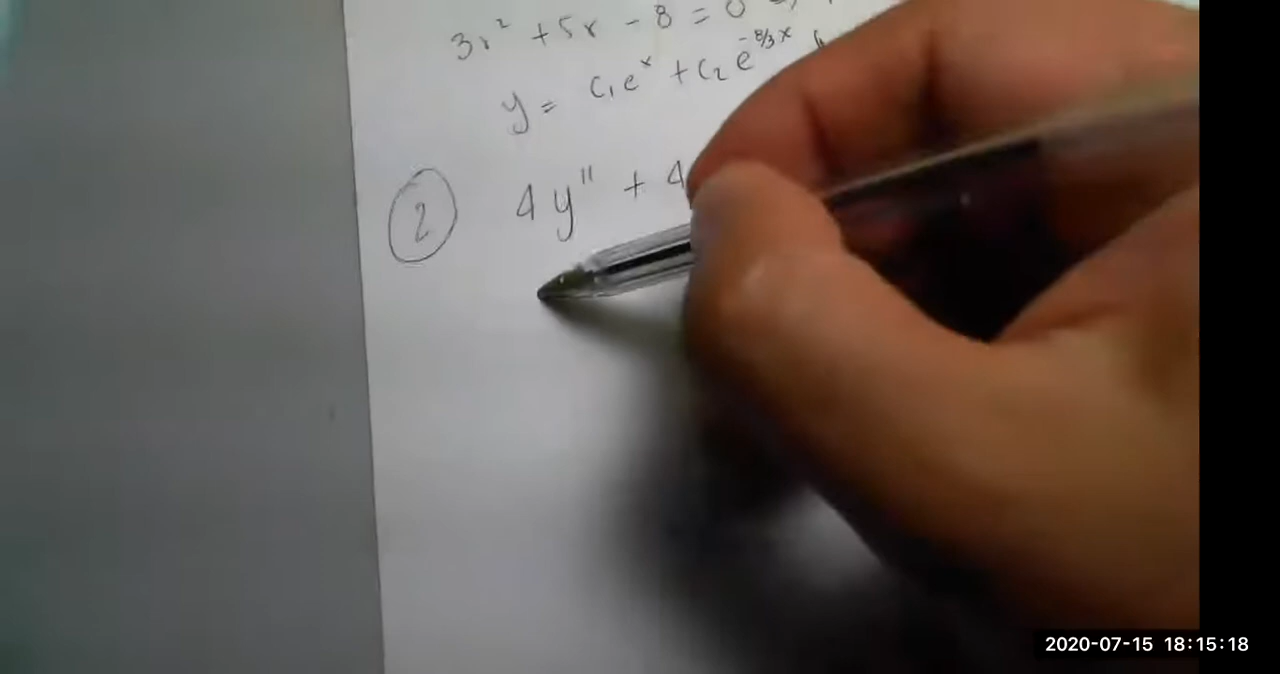 3r² + 5r - 8 = 0
y = C₁eˣ + C₂e^(-8/3x)
② 4y'' + 4
2020-07-15 18:15:18